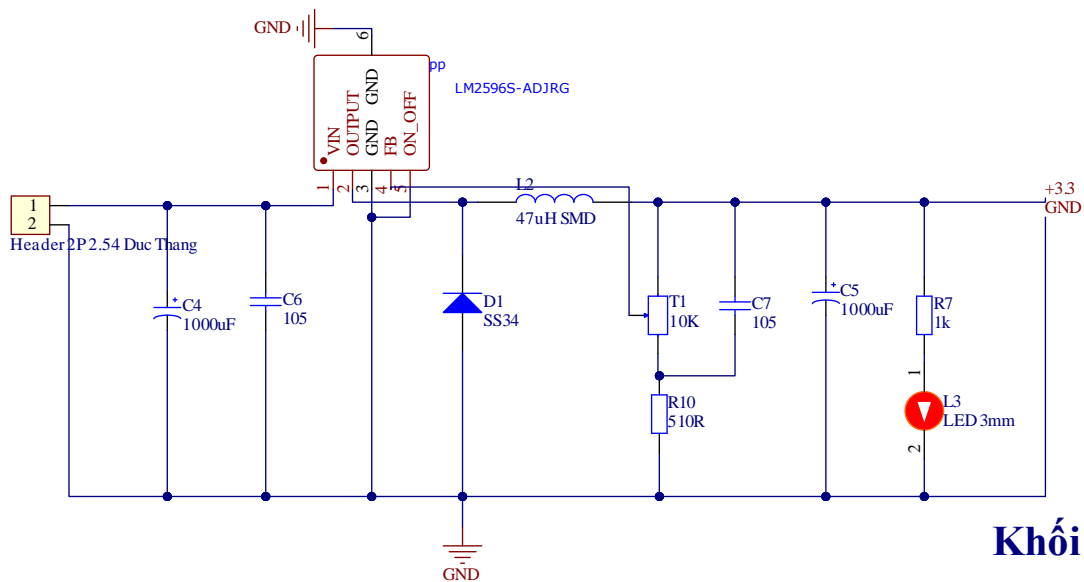 GND
6
pp
LM2596S-ADJRG
VIN
OUTPUT
GND GND
FB
ON_OFF
1
2
3
4
5
1
2
Header 2P 2.54 Duc Thang
L2
47uH SMD
+3.3
GND
C4
1000uF
C6
105
D1
SS34
T1
10K
C7
105
C5
1000uF
R7
1k
R10
510R
1
L3
LED 3mm
2
GND
Khối